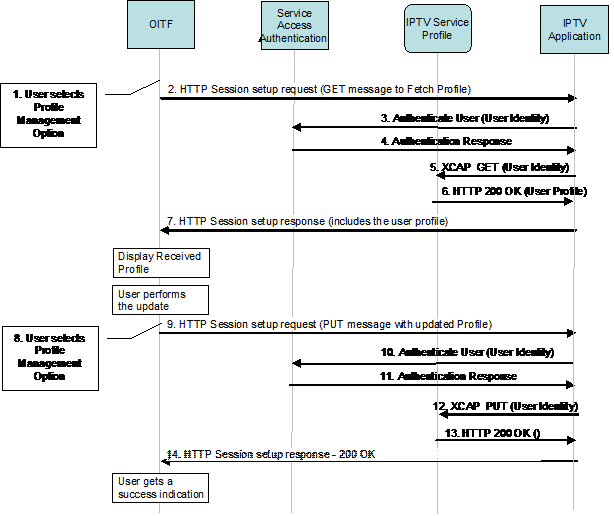 OITF
Service
Access
Authentication
IPTV Service
Profile
IPTV
Application
1. User selects
Profile
Management
Option
2. HTTP Session setup request (GET message to Fetch Profile)
3. Authenticate User (User Identity)
4. Authentication Response
5. XCAP GET (User Identity)
6. HTTP 200 OK (User Profile)
7. HTTP Session setup response (includes the user profile)
Display Received
Profile
User performs
the update
8. User selects
Profile
Management
Option
9. HTTP Session setup request (PUT message with updated Profile)
10. Authenticate User (User Identity)
11. Authentication Response
12. XCAP PUT (User Identity)
13. HTTP 200 OK ()
14. HTTP Session setup response - 200 OK
User gets a
success indication